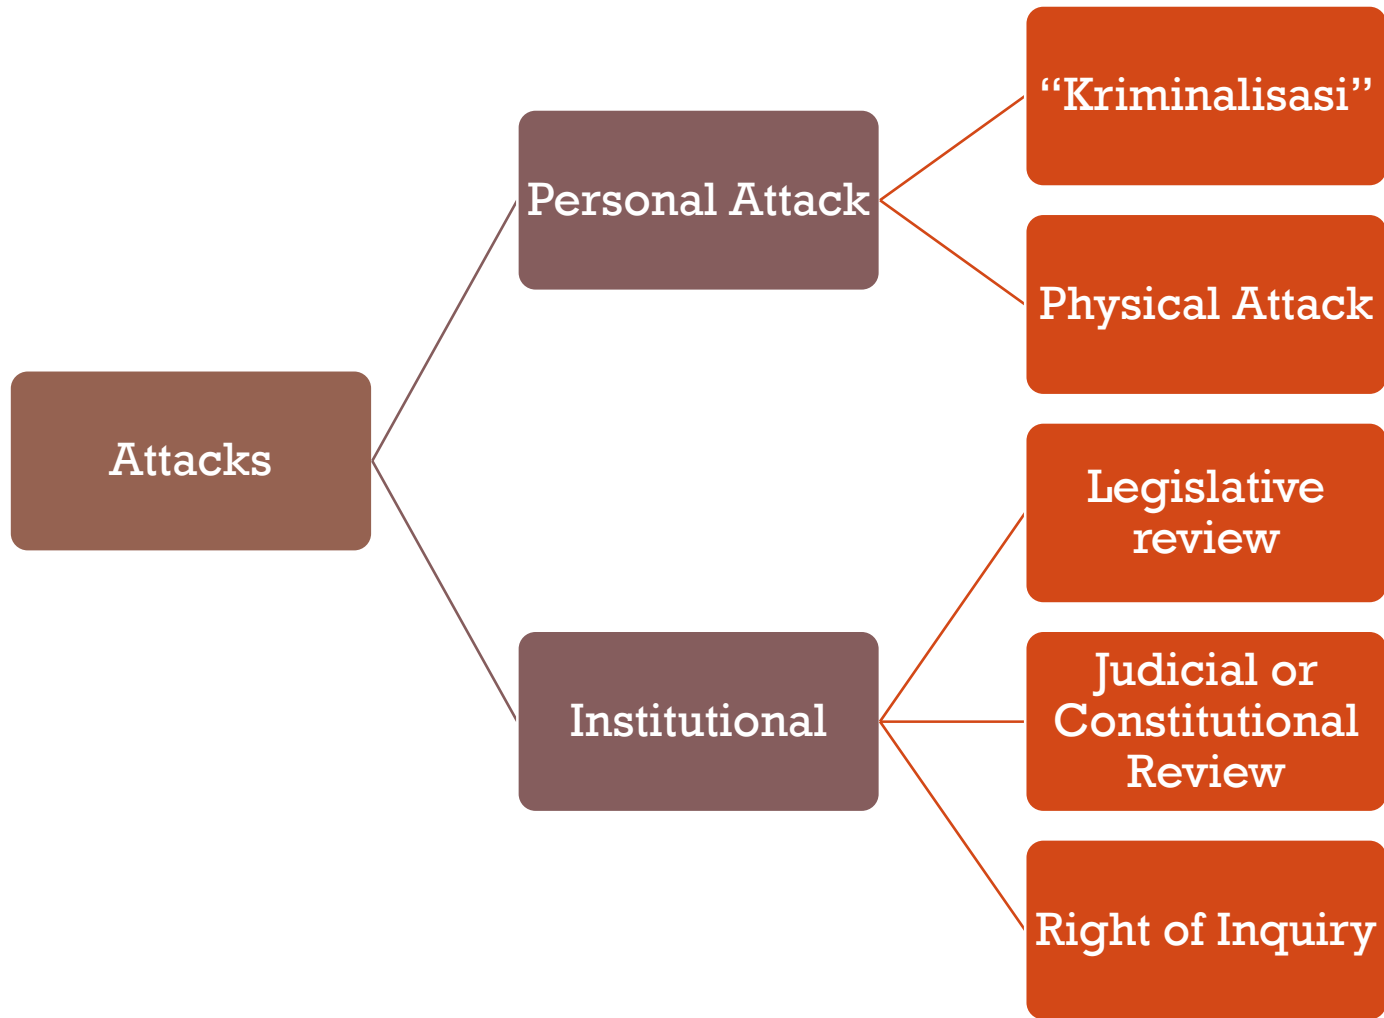 Attacks
Personal Attack
“Kriminalisasi”
Physical Attack
Institutional
Legislative
review
Judicial or
Constitutional
Review
Right of Inquiry